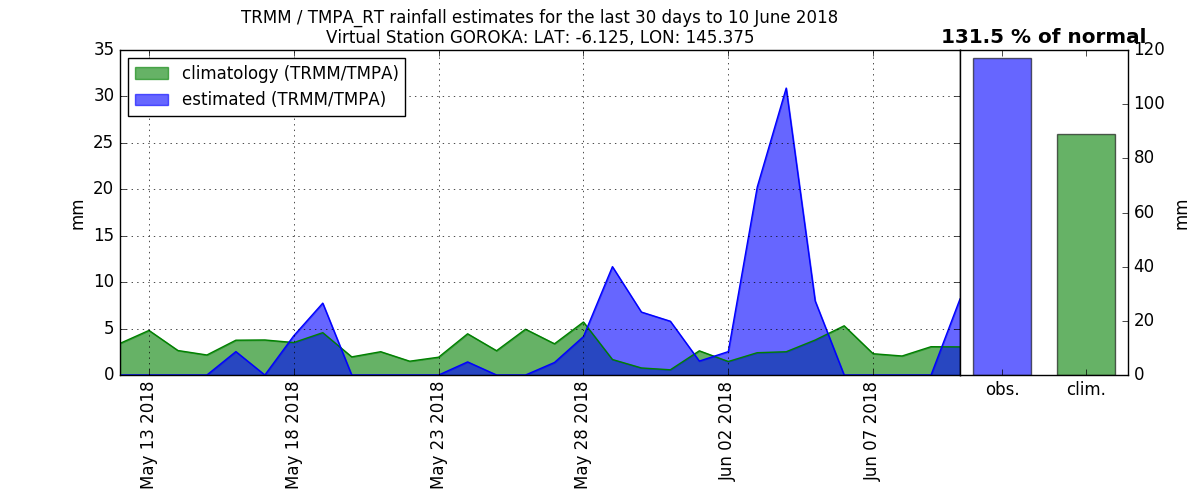 TRMM / TMPA_RT rainfall estimates for the last 30 days to 10 June 2018
Virtual Station GOROKA: LAT: -6.125, LON: 145.375
131.5 % of normal
climatology (TRMM/TMPA)
estimated (TRMM/TMPA)
35
30
25
20
15
10
5
0
mm
May 13 2018
May 18 2018
May 23 2018
May 28 2018
Jun 02 2018
Jun 07 2018
120
100
80
60
40
20
0
mm
obs.
clim.